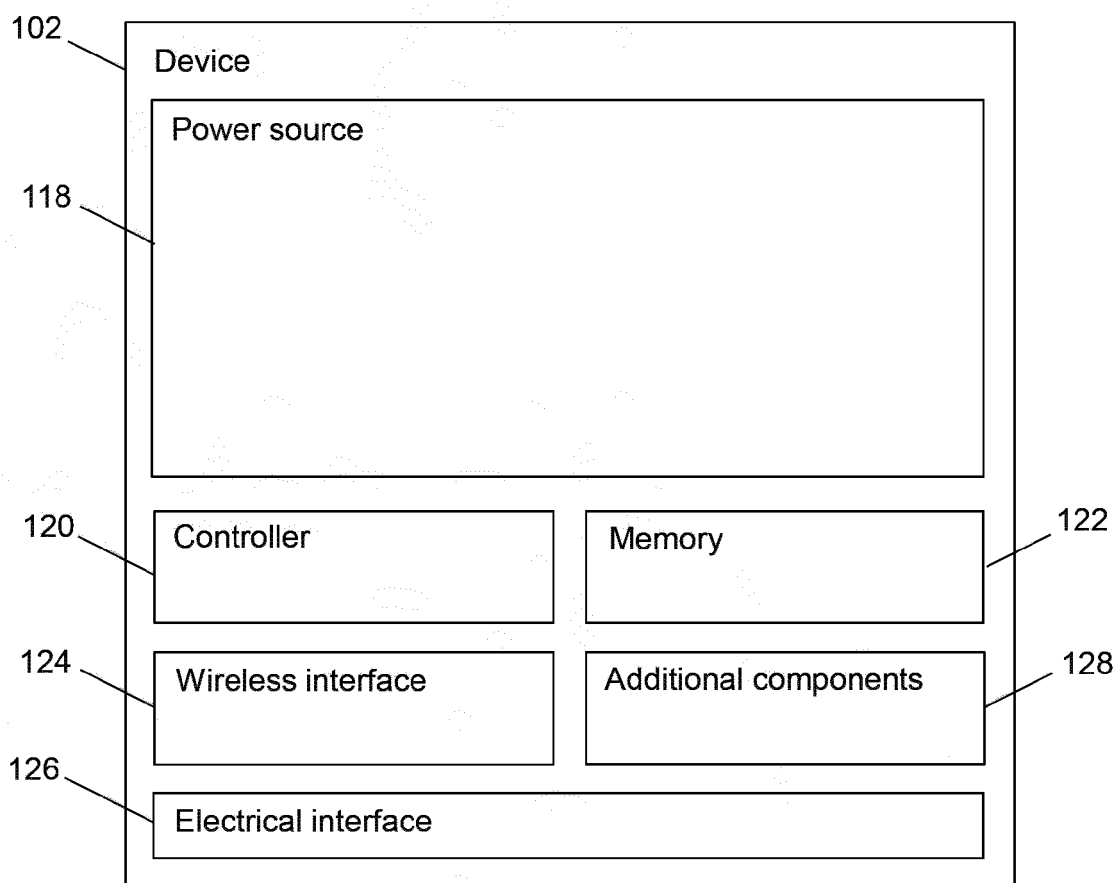 102
Device
Power source
118
120
Controller
Memory
122
124
Wireless interface
Additional components
128
126
Electrical interface